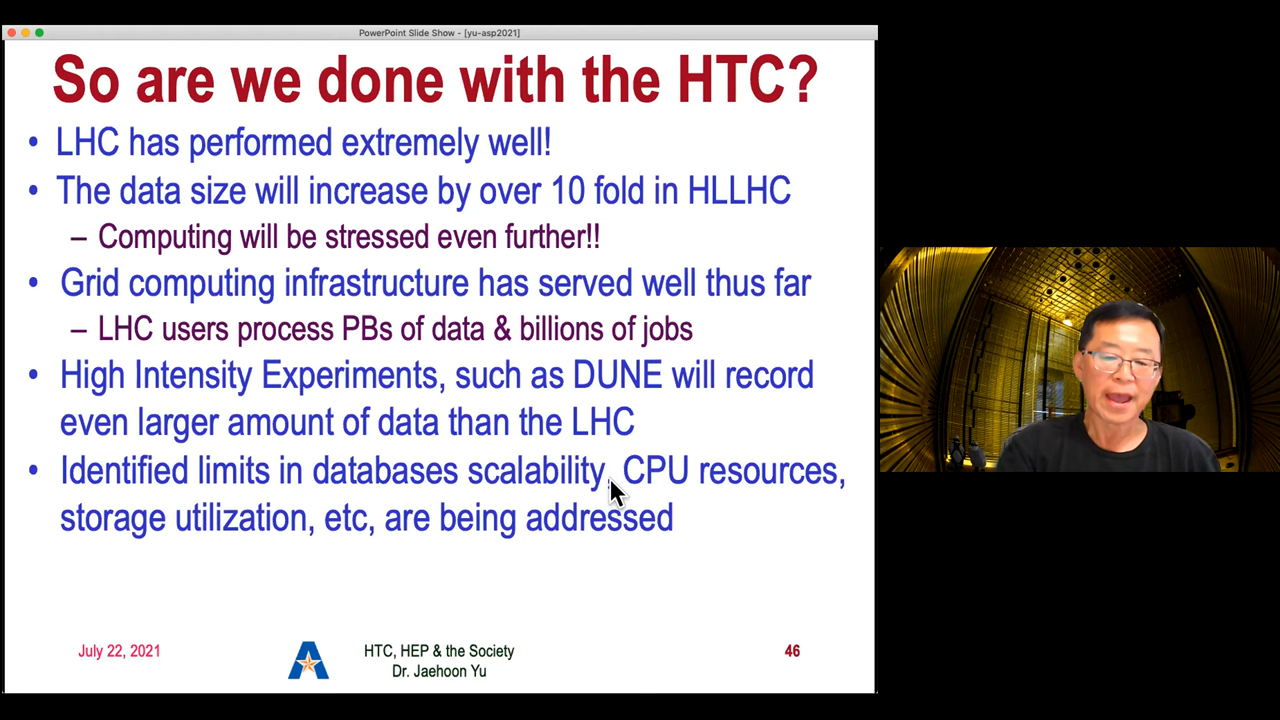 PowerPoint Slide Show - [yu-asp2021]
So are we done with the HTC?
• LHC has performed extremely well!
• The data size will increase by over 10 fold in HLLHC
– Computing will be stressed even further!!
• Grid computing infrastructure has served well thus far
– LHC users process PBs of data & billions of jobs
• High Intensity Experiments, such as DUNE will record
even larger amount of data than the LHC
• Identified limits in databases scalability, CPU resources,
storage utilization, etc, are being addressed
July 22, 2021
HTC, HEP & the Society
Dr. Jaehoon Yu
46